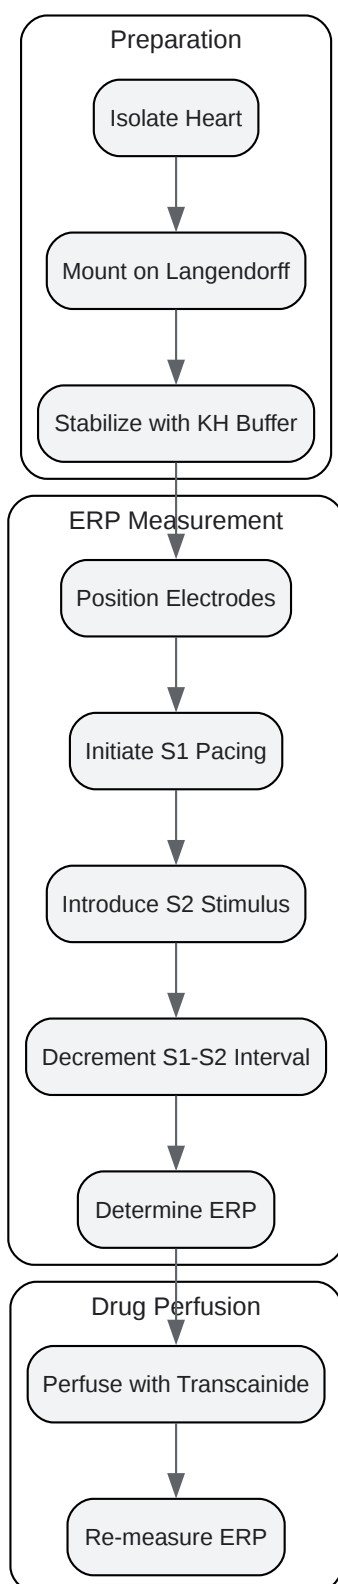 Preparation
Isolate Heart
Mount on Langendorff
Stabilize with KH Buffer
ERP Measurement
Position Electrodes
Initiate S1 Pacing
Introduce S2 Stimulus
Decrement S1-S2 Interval
Determine ERP
Drug Perfusion
Perfuse with Transcainide
Re-measure ERP